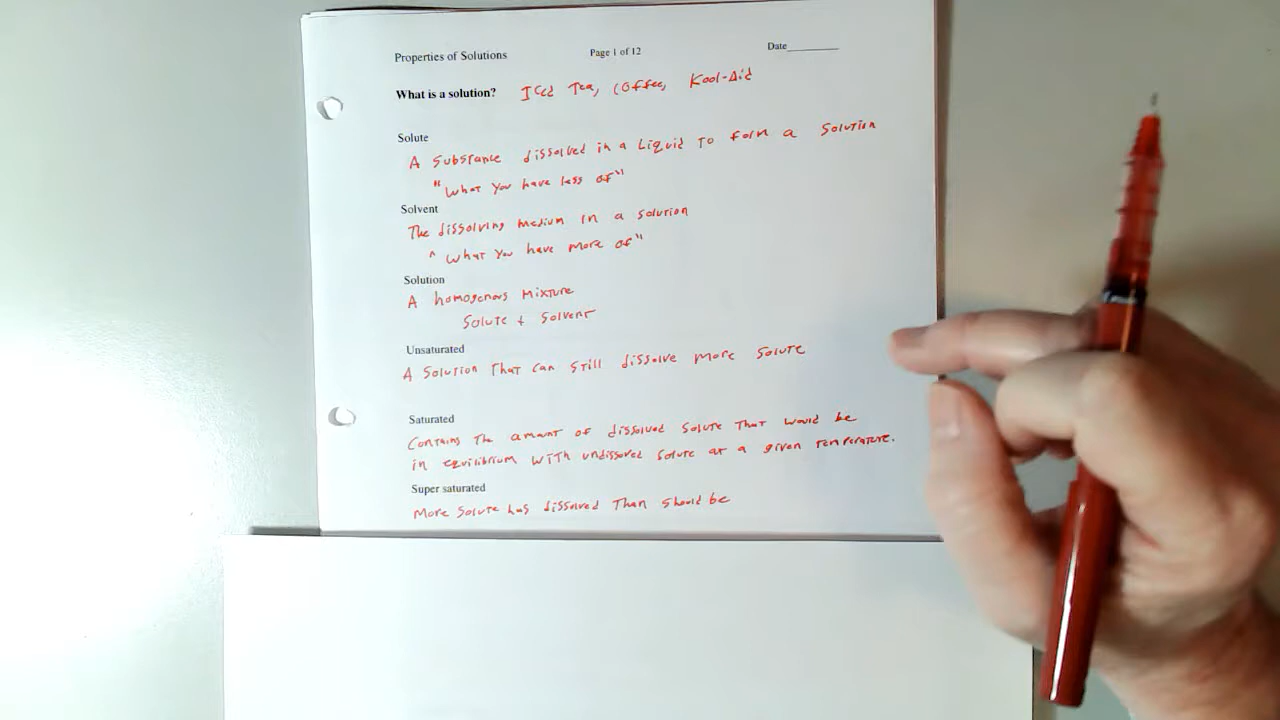 Properties of Solutions Page 1 of 12 Date________
What is a solution? Iced Tea, Coffee, Kool-Aid
Solute
A Substance dissolved in a Liquid To form a Solution
"What you have less of"
Solvent
The dissolving medium in a solution
"What you have more of"
Solution
A homogenous mixture
Solute + Solvent
Unsaturated
A Solution That can still dissolve more solute
Saturated
Contains The amount of dissolved solute That would be
in equilibrium with undissolved solute at a given temperature.
Super saturated
More solute has dissolved Than should be